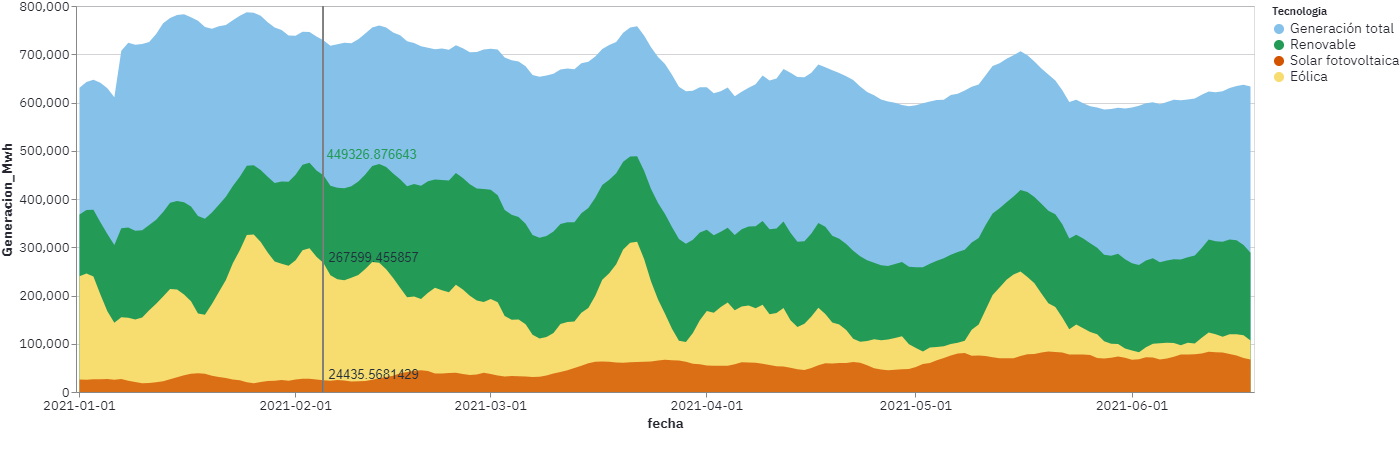 Generacion_Mwh
800,000
700,000
600,000
500,000
400,000
300,000
200,000
100,000
0
449326.876643
267599.455857
24435.5681429
2021-01-01
2021-02-01
2021-03-01
2021-04-01
2021-05-01
2021-06-01
fecha
Tecnologia
Generación total
Renovable
Solar fotovoltaica
Eólica